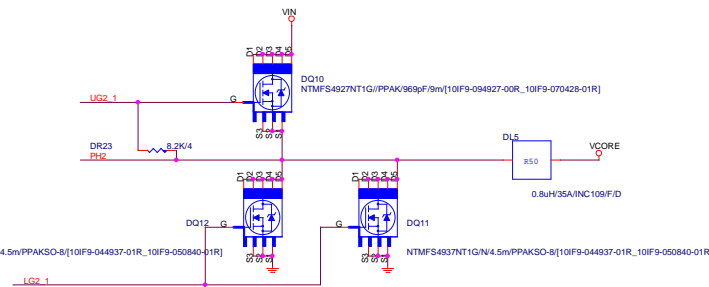 VIN
D1 D2 D3 D4 D5
DQ10
NTMFS4927NT1G//PPAK/969pF/9m/[10IF9-094927-00R_10IF9-070428-01R]
UG2_1
G
S3 S2 S1
DR23
8.2K/4
PH2
DL5
R50
VCORE
0.8uH/35A/INC109/F/D
D1 D2 D3 D4 D5
D1 D2 D3 D4 D5
DQ12
G
G
DQ11
4.5m/PPAKSO-8/[10IF9-044937-01R_10IF9-050840-01R]
NTMFS4937NT1G/N/4.5m/PPAKSO-8/[10IF9-044937-01R_10IF9-050840-01R
S3 S2 S1
S3 S2 S1
LG2_1